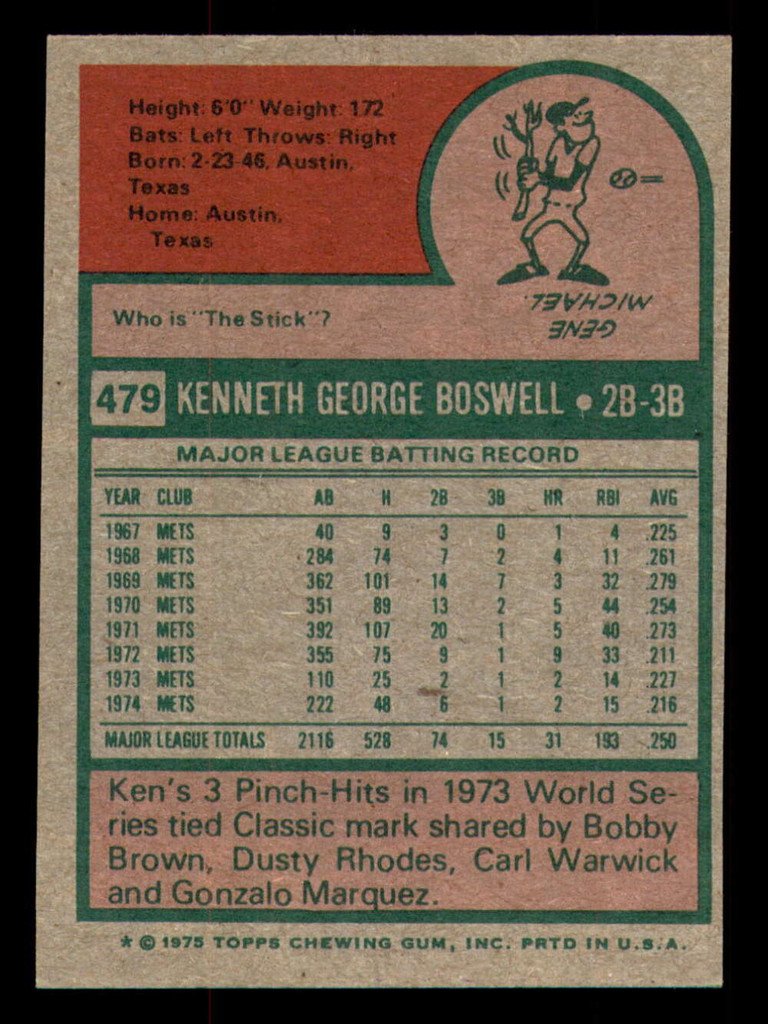 Height: 6'0" Weight: 172
Bats: Left Throws: Right
Born: 2-23-46, Austin,
Texas
Home: Austin,
Texas
Who is "The Stick"?
GENE
MICHAEL.
479 KENNETH GEORGE BOSWELL • 2B-3B
MAJOR LEAGUE BATTING RECORD
YEAR CLUB AB H 2B 3B HR RBI AVG
1967 METS 40 9 3 0 1 4 .225
1968 METS 284 74 7 2 4 11 .261
1969 METS 362 101 14 7 3 32 .279
1970 METS 351 89 13 2 5 44 .254
1971 METS 392 107 20 1 5 40 .273
1972 METS 355 75 9 1 9 33 .211
1973 METS 110 25 2 1 2 14 .227
1974 METS 222 48 6 1 2 15 .216
MAJOR LEAGUE TOTALS 2116 528 74 15 31 193 .250
Ken's 3 Pinch-Hits in 1973 World Se-
ries tied Classic mark shared by Bobby
Brown, Dusty Rhodes, Carl Warwick
and Gonzalo Marquez.
* © 1975 TOPPS CHEWING GUM, INC. PRTD IN U.S.A.